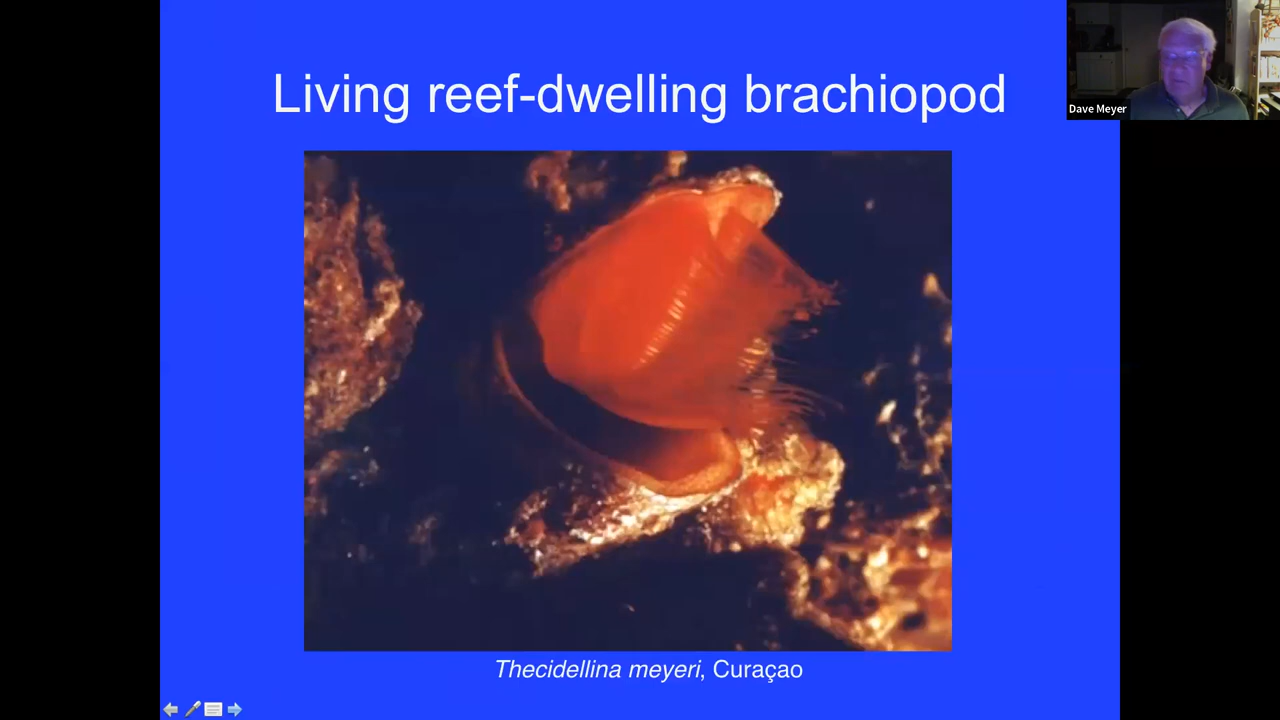 Living reef-dwelling brachiopod
Dave Meyer
Thecidellina meyeri, Curaçao